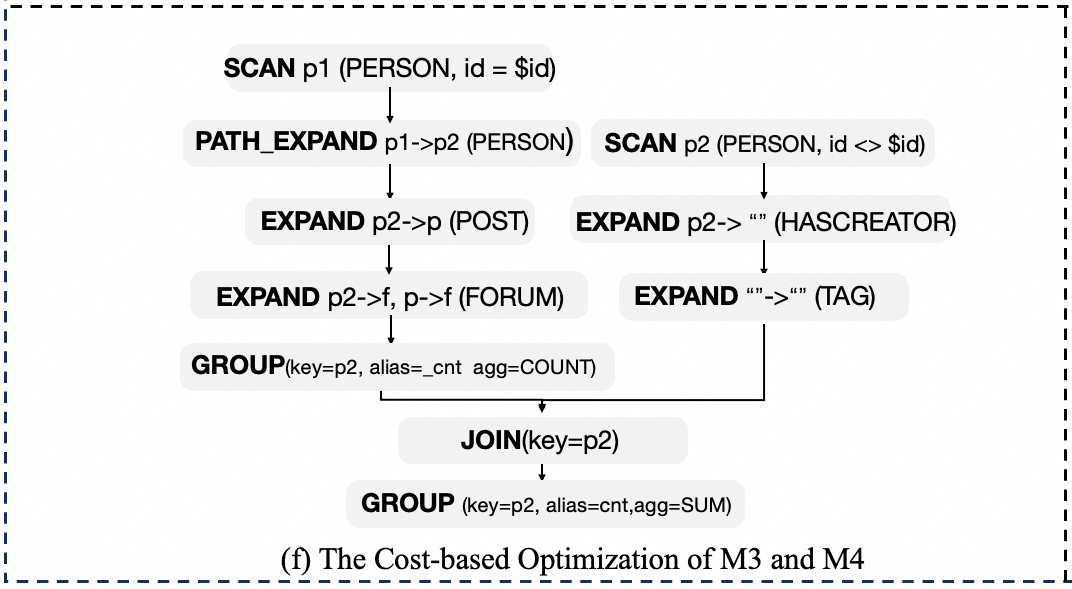 SCAN p1 (PERSON, id = $id)
PATH_EXPAND p1->p2 (PERSON)
SCAN p2 (PERSON, id <> $id)
EXPAND p2->p (POST)
EXPAND p2-> “” (HASCREATOR)
EXPAND p2->f, p->f (FORUM)
EXPAND “”->“” (TAG)
GROUP(key=p2, alias=_cnt agg=COUNT)
JOIN(key=p2)
GROUP (key=p2, alias=cnt,agg=SUM)
(f) The Cost-based Optimization of M3 and M4